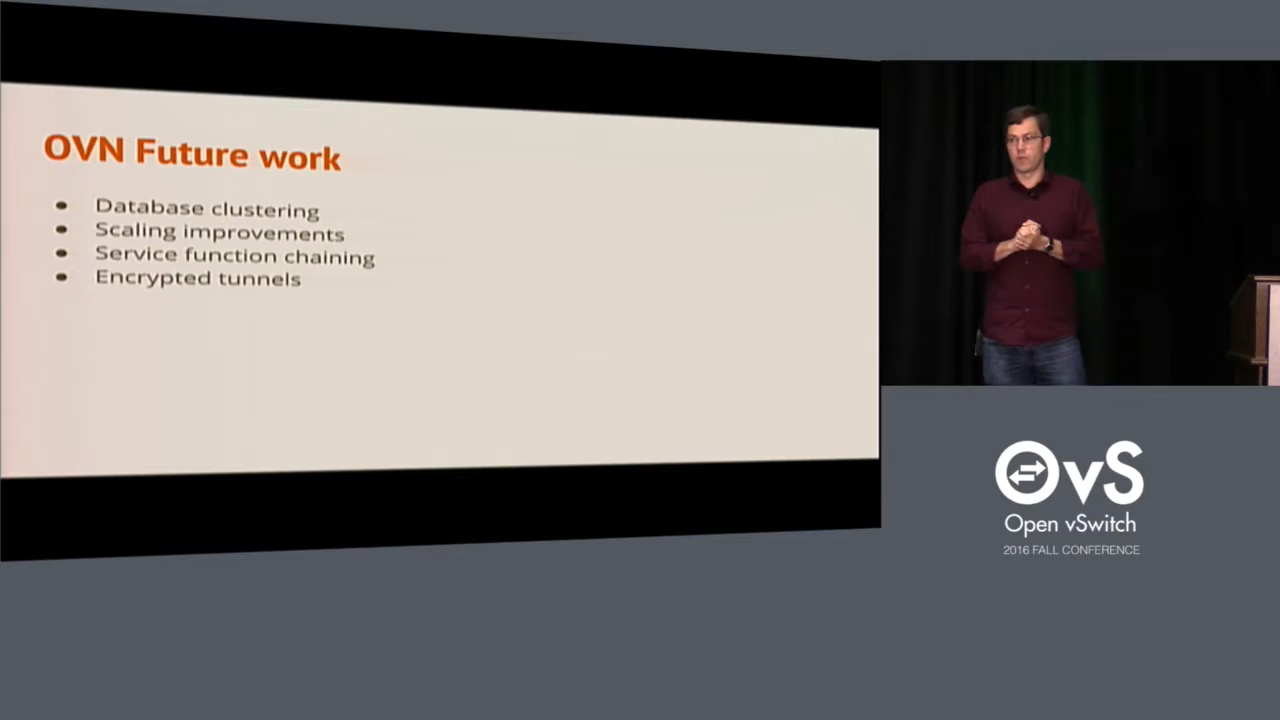 OVN Future work
• Database clustering
• Scaling improvements
• Service function chaining
• Encrypted tunnels
OvS
Open vSwitch
2016 FALL CONFERENCE